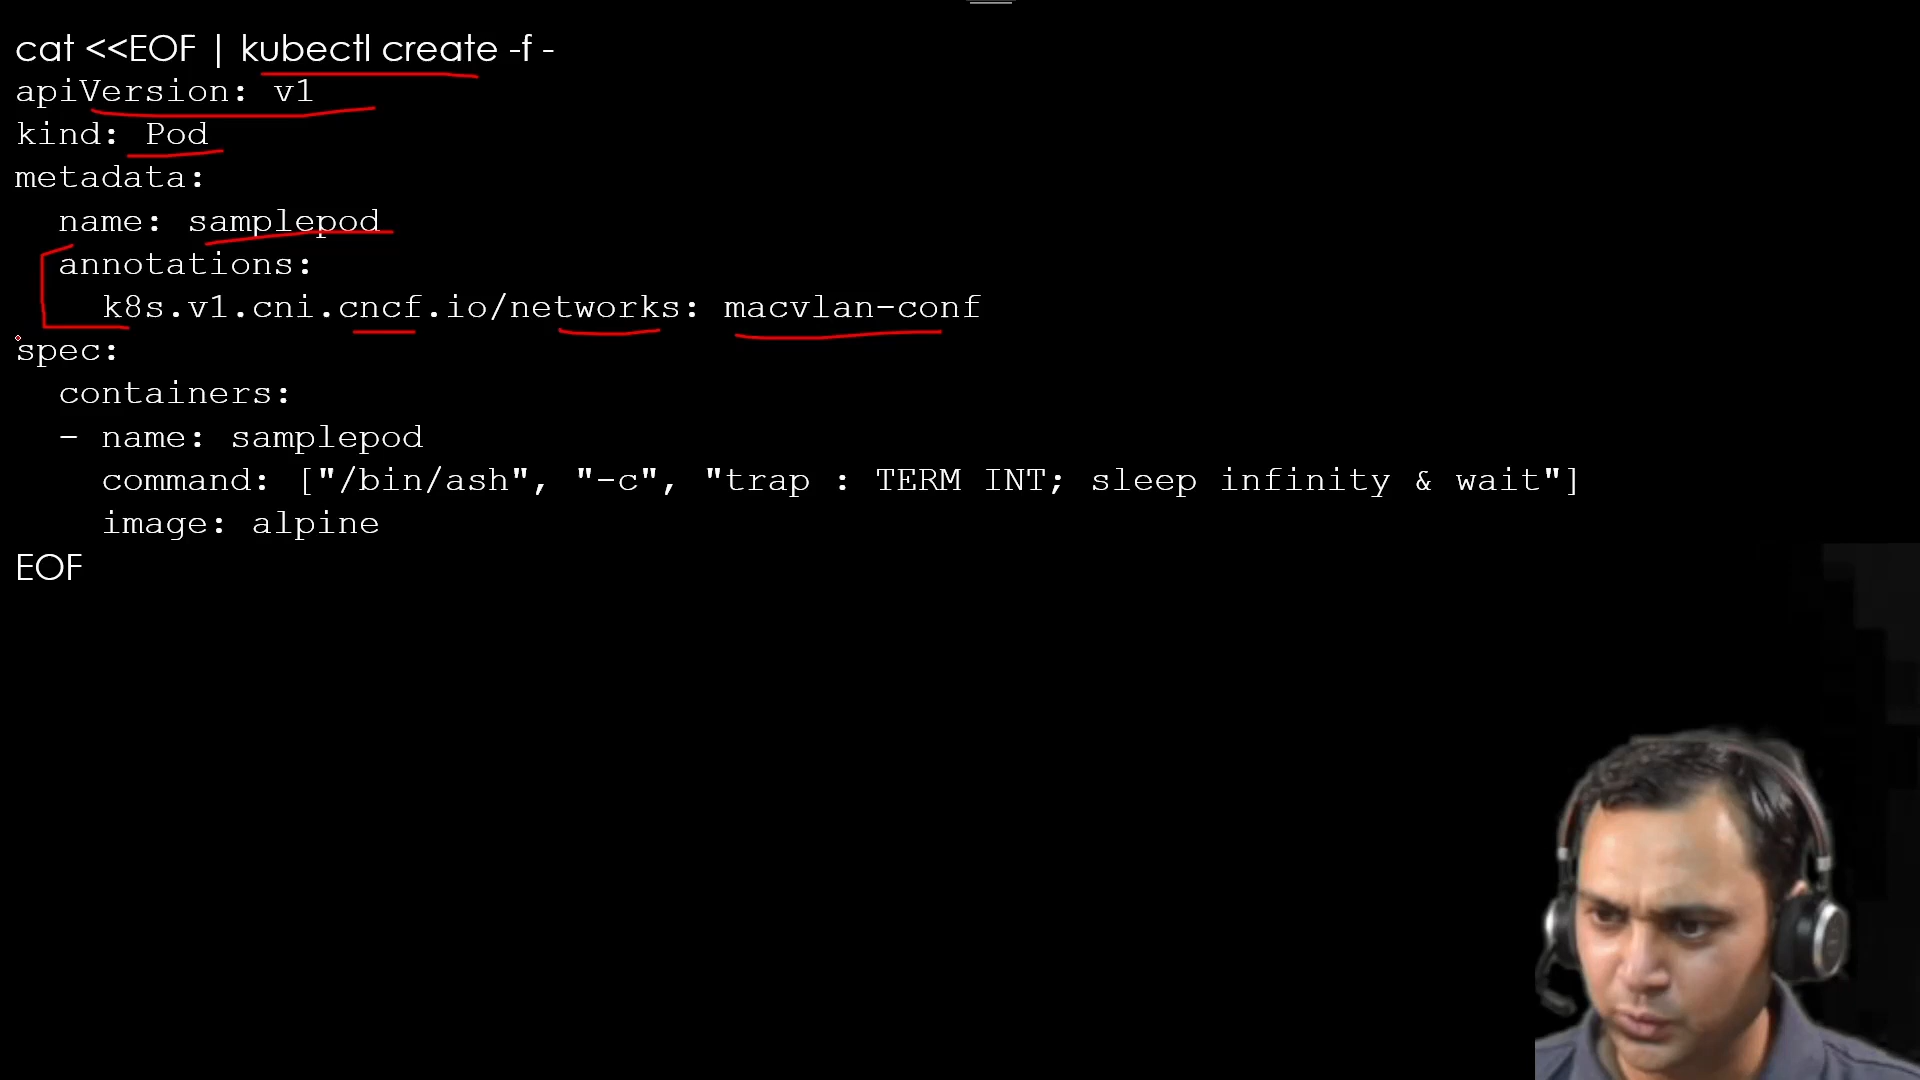 cat <<EOF | kubectl create -f -
apiVersion: v1
kind: Pod
metadata:
  name: samplepod
  annotations:
    k8s.v1.cni.cncf.io/networks: macvlan-conf
spec:
  containers:
  - name: samplepod
    command: ["/bin/ash", "-c", "trap : TERM INT; sleep infinity & wait"]
    image: alpine
EOF